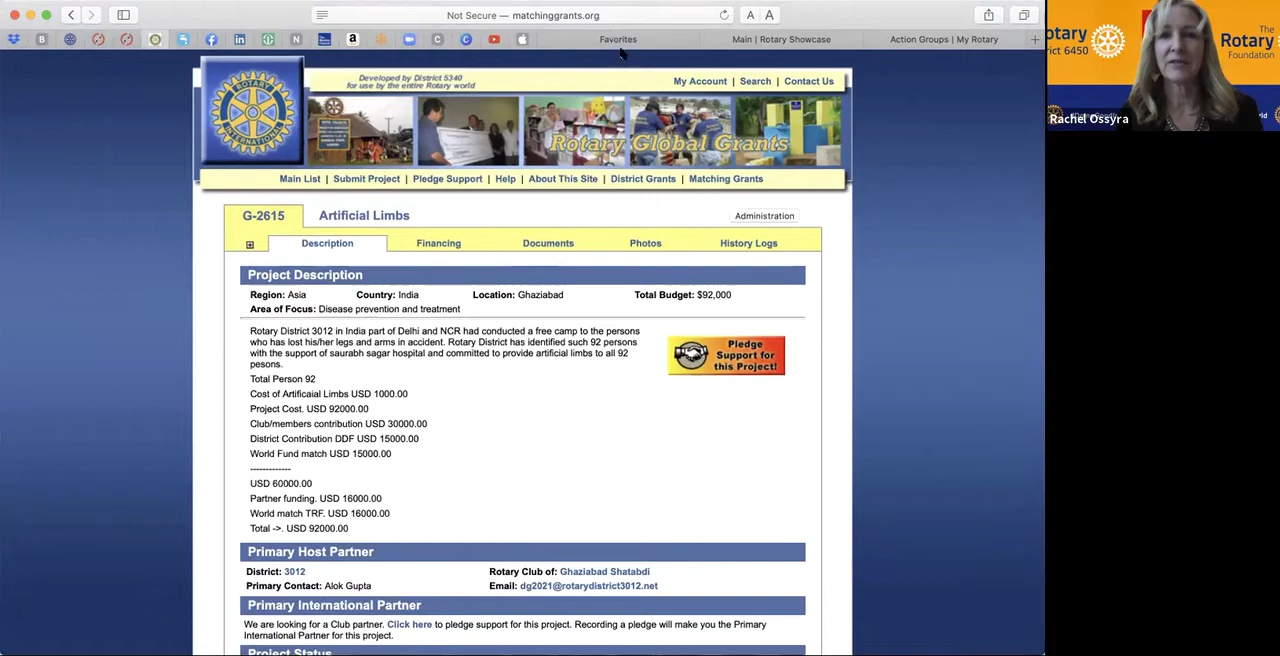 Not Secure — matchinggrants.org
A A
B
N
a
C
C
Favorites
Main | Rotary Showcase
Action Groups | My Rotary
ROTARY
INTERNATIONAL
Developed by District 5340
for use by the entire Rotary world
My Account | Search | Contact Us
Rotary Global Grants
Main List | Submit Project | Pledge Support | Help | About This Site | District Grants | Matching Grants
G-2615
Artificial Limbs
Administration
Description
Financing
Documents
Photos
History Logs
Project Description
Region: Asia Country: India Location: Ghaziabad Total Budget: $92,000
Area of Focus: Disease prevention and treatment
Rotary District 3012 in India part of Delhi and NCR had conducted a free camp to the persons
who has lost his/her legs and arms in accident. Rotary District has identified such 92 persons
with the support of saurabh sagar hospital and committed to provide artificial limbs to all 92
pesons.
Pledge
Support for
this Project!
Total Person 92
Cost of Artificaial Limbs USD 1000.00
Project Cost. USD 92000.00
Club/members contribution USD 30000.00
District Contribution DDF USD 15000.00
World Fund match USD 15000.00
-------------
USD 60000.00
Partner funding. USD 16000.00
World match TRF. USD 16000.00
Total ->. USD 92000.00
Primary Host Partner
District: 3012 Rotary Club of: Ghaziabad Shatabdi
Primary Contact: Alok Gupta Email: dg2021@rotarydistrict3012.net
Primary International Partner
We are looking for a Club partner. Click here to pledge support for this project. Recording a pledge will make you the Primary
International Partner for this project.
Project Status
otary
rict 6450
The
Rotary
Foundation
Rachel Ossyra